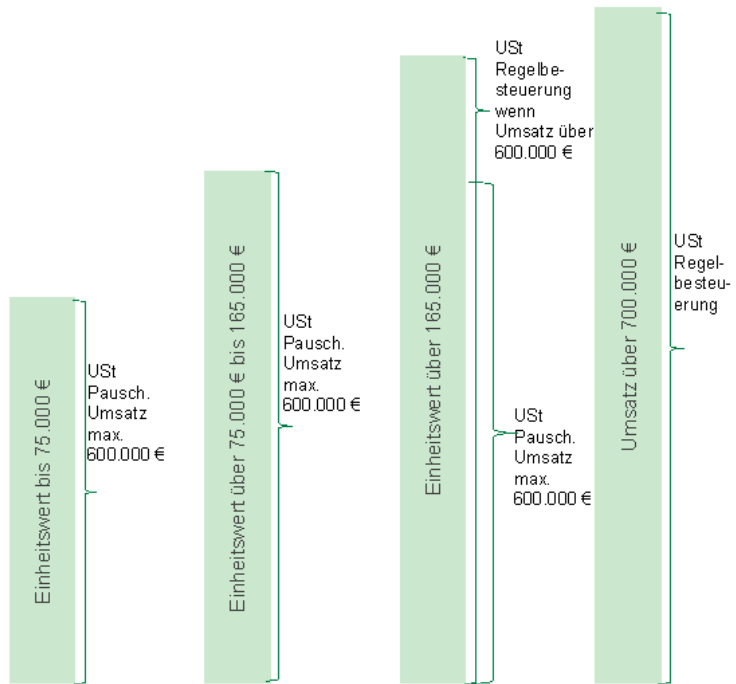 Einheitswert bis 75.000 €
USt
Pausch.
Umsatz
max.
600.000 €
Einheitswert über 75.000 € bis 165.000 €
USt
Pausch.
Umsatz
max.
600.000 €
Einheitswert über 165.000 €
USt
Regelbe-
steuerung
wenn
Umsatz über
600.000 €
USt
Pausch.
Umsatz
max.
600.000 €
Umsatz über 700.000 €
USt
Regel-
besteu-
erung